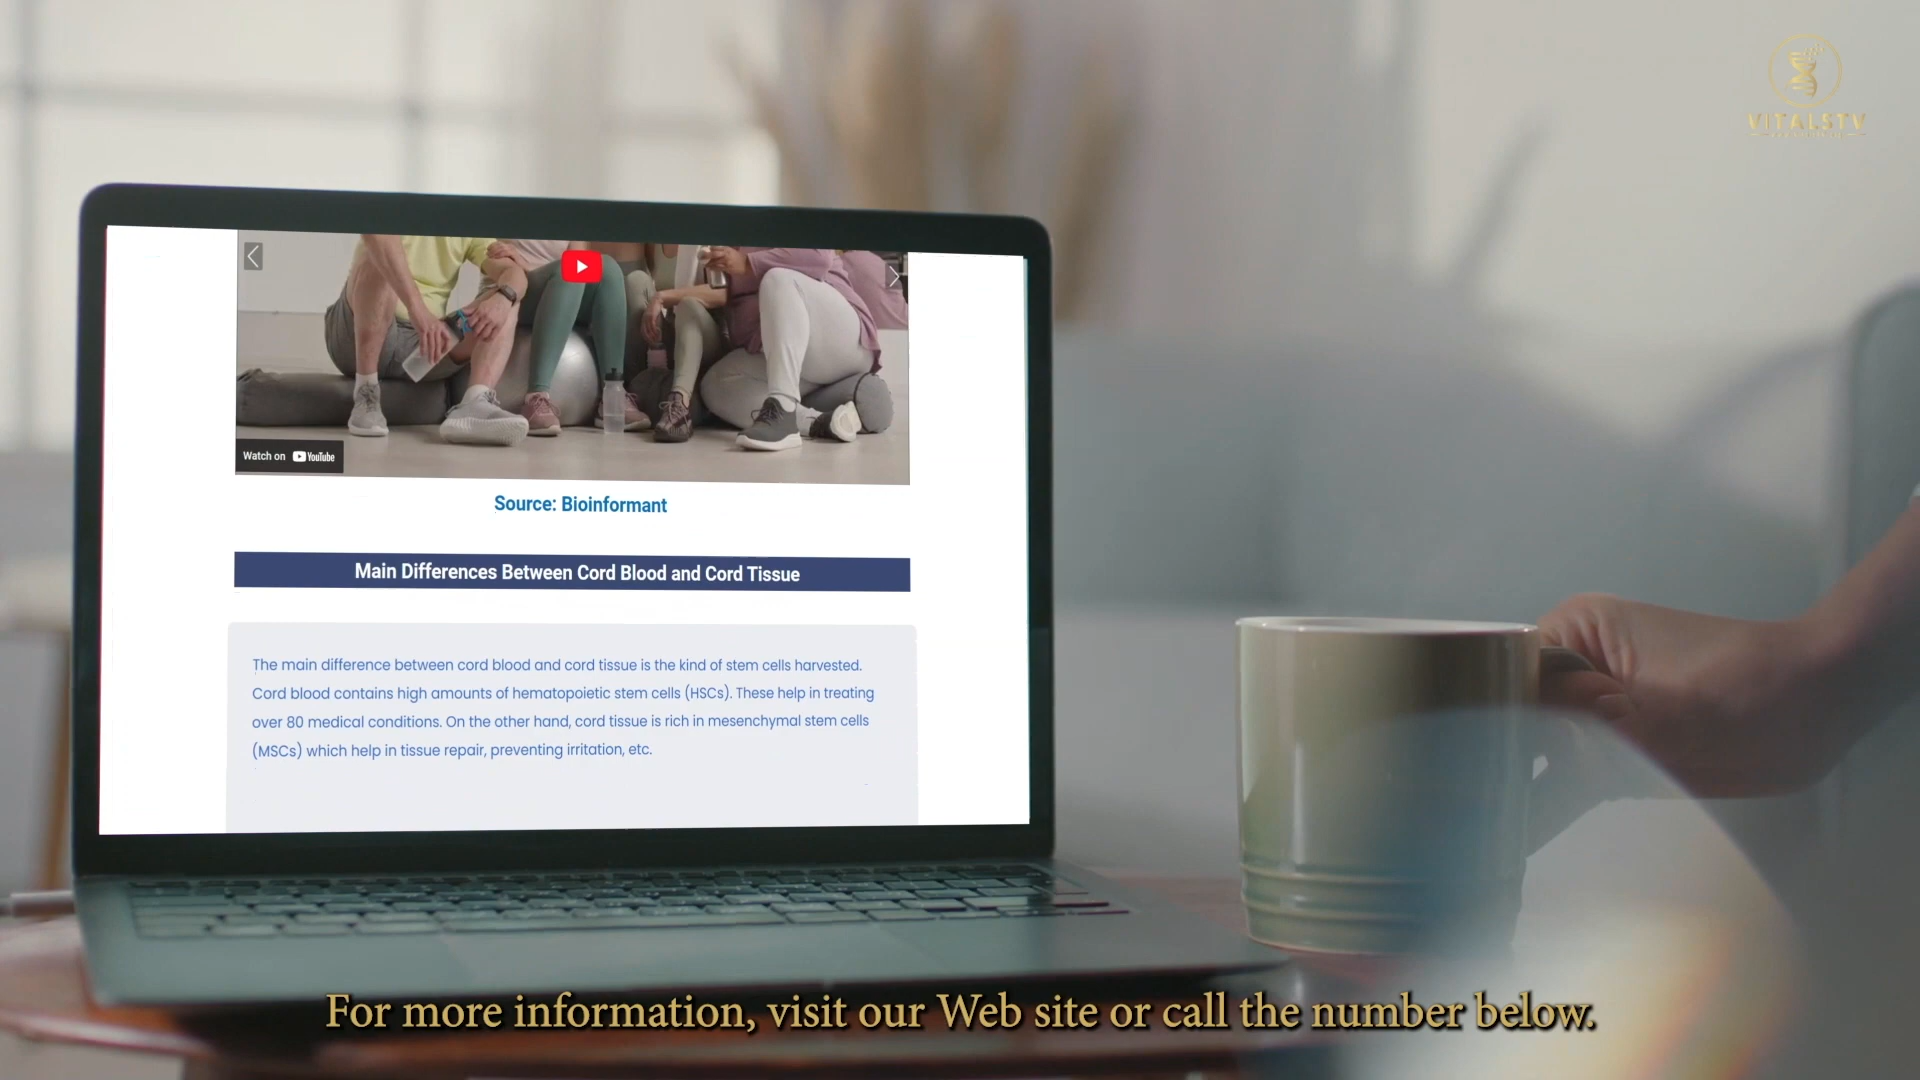 VITALSTV
Watch on YouTube
Source: Bioinformant
Main Differences Between Cord Blood and Cord Tissue
The main difference between cord blood and cord tissue is the kind of stem cells harvested.
Cord blood contains high amounts of hematopoietic stem cells (HSCs). These help in treating
over 80 medical conditions. On the other hand, cord tissue is rich in mesenchymal stem cells
(MSCs) which help in tissue repair, preventing irritation, etc.
For more information, visit our Web site or call the number below.